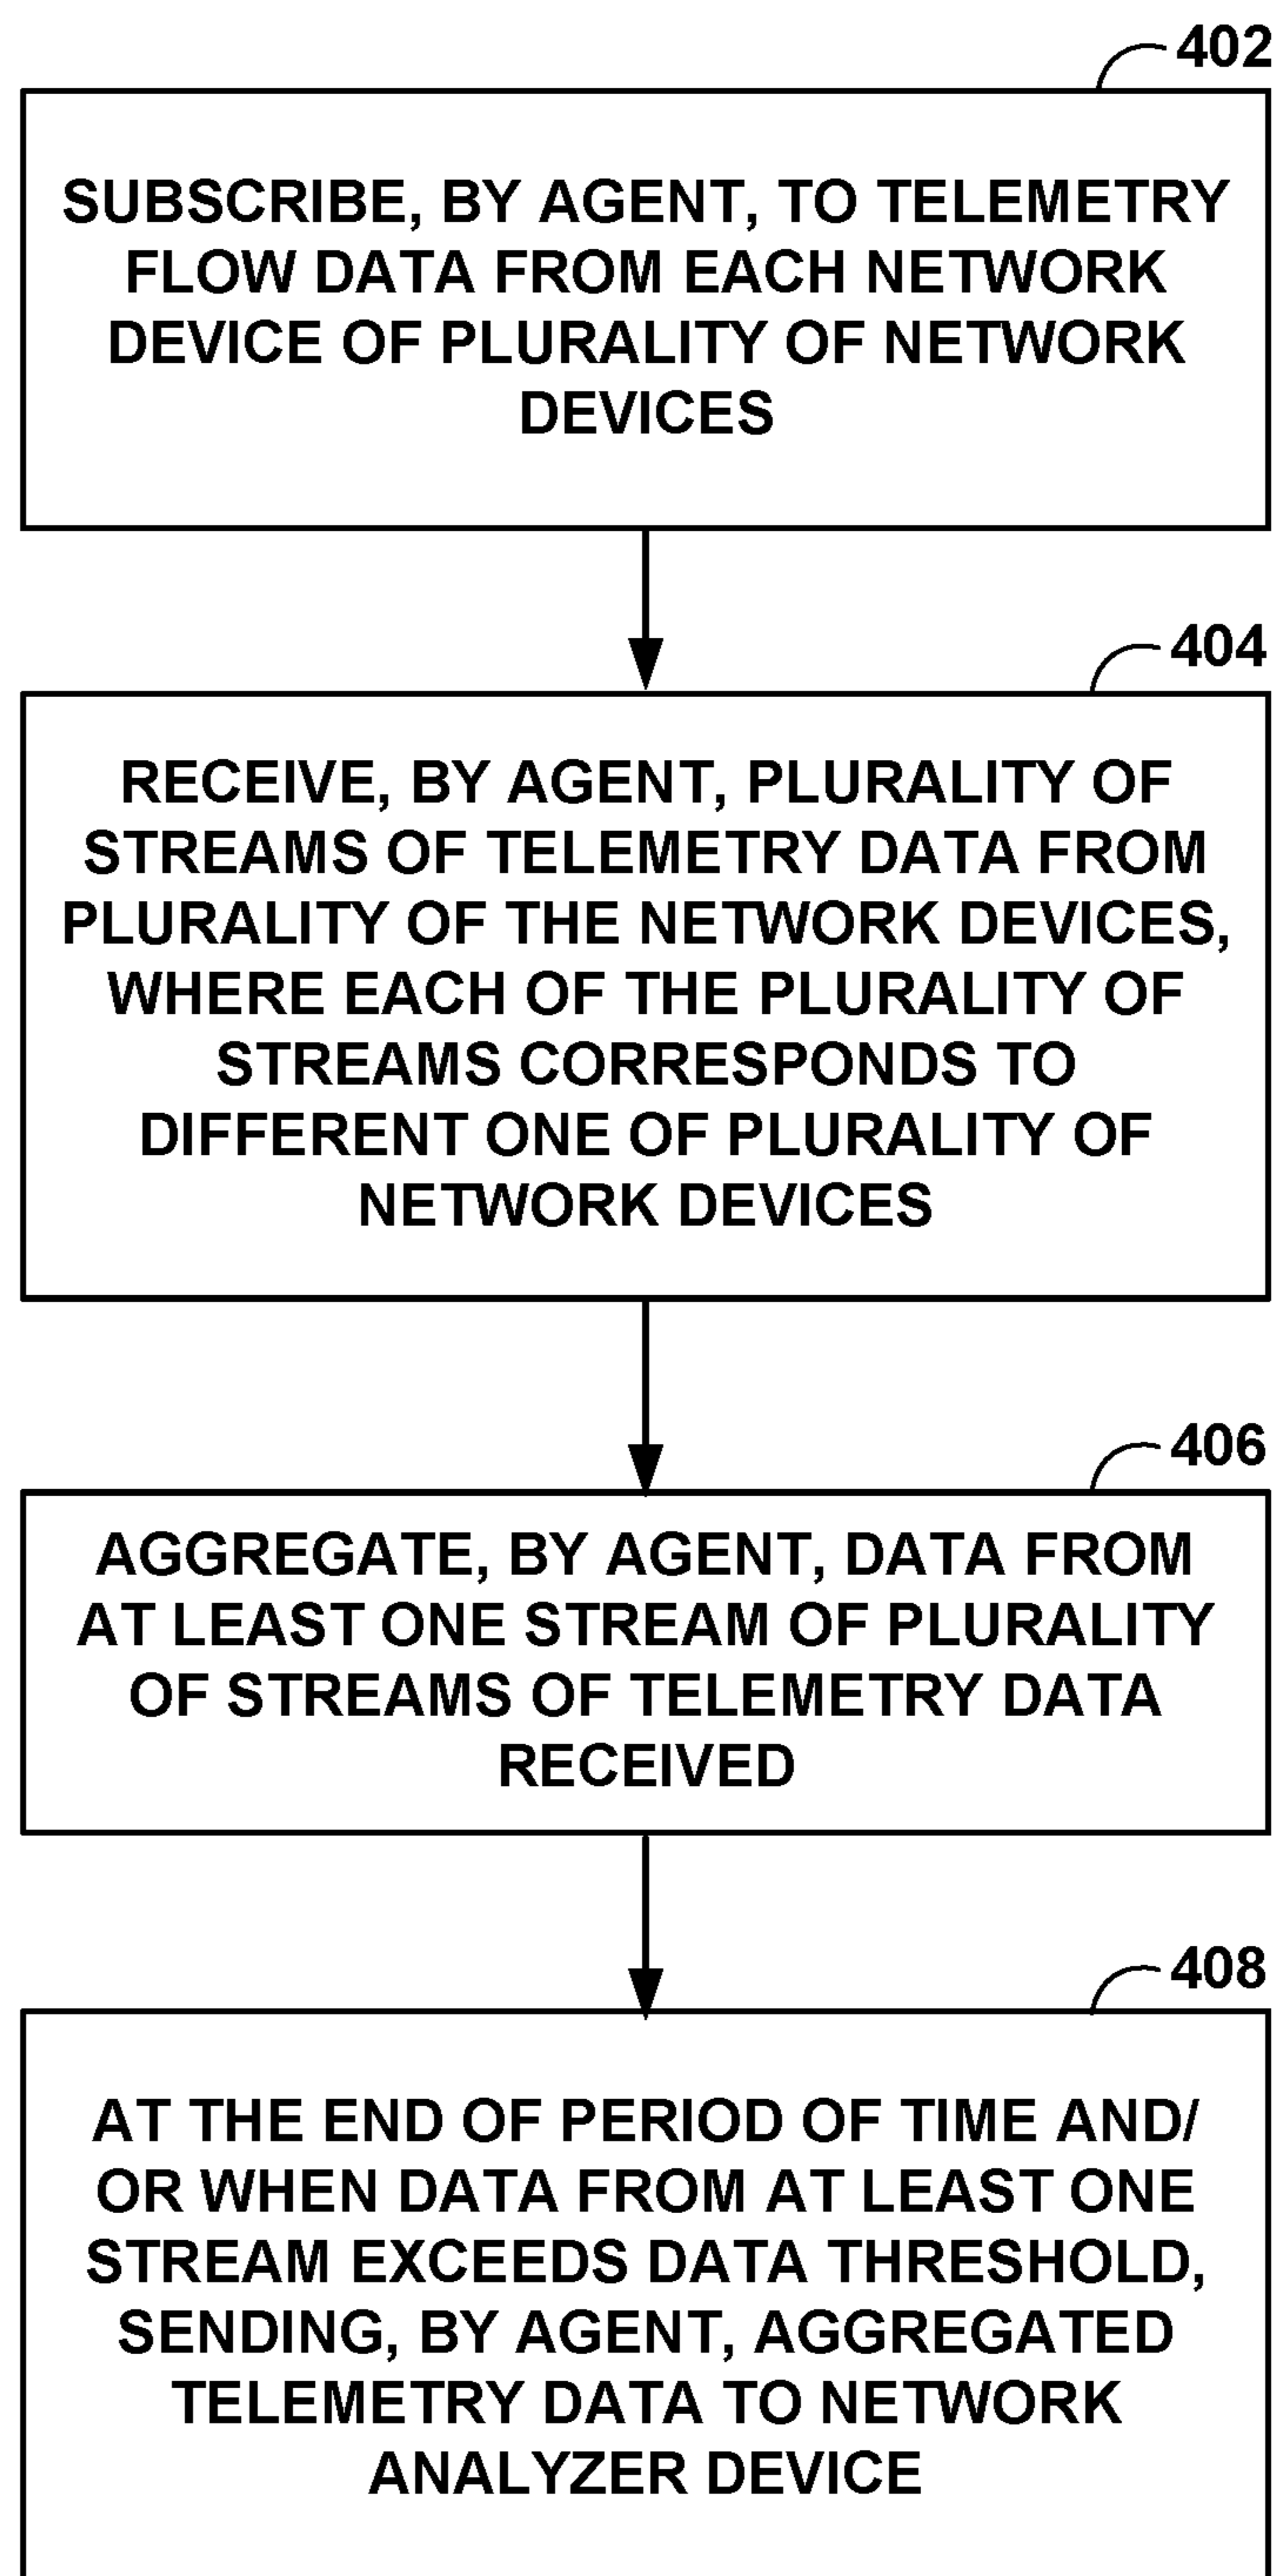 402
SUBSCRIBE, BY AGENT, TO TELEMETRY
FLOW DATA FROM EACH NETWORK
DEVICE OF PLURALITY OF NETWORK
DEVICES
404
RECEIVE, BY AGENT, PLURALITY OF
STREAMS OF TELEMETRY DATA FROM
PLURALITY OF THE NETWORK DEVICES,
WHERE EACH OF THE PLURALITY OF
STREAMS CORRESPONDS TO
DIFFERENT ONE OF PLURALITY OF
NETWORK DEVICES
406
AGGREGATE, BY AGENT, DATA FROM
AT LEAST ONE STREAM OF PLURALITY
OF STREAMS OF TELEMETRY DATA
RECEIVED
408
AT THE END OF PERIOD OF TIME AND/
OR WHEN DATA FROM AT LEAST ONE
STREAM EXCEEDS DATA THRESHOLD,
SENDING, BY AGENT, AGGREGATED
TELEMETRY DATA TO NETWORK
ANALYZER DEVICE